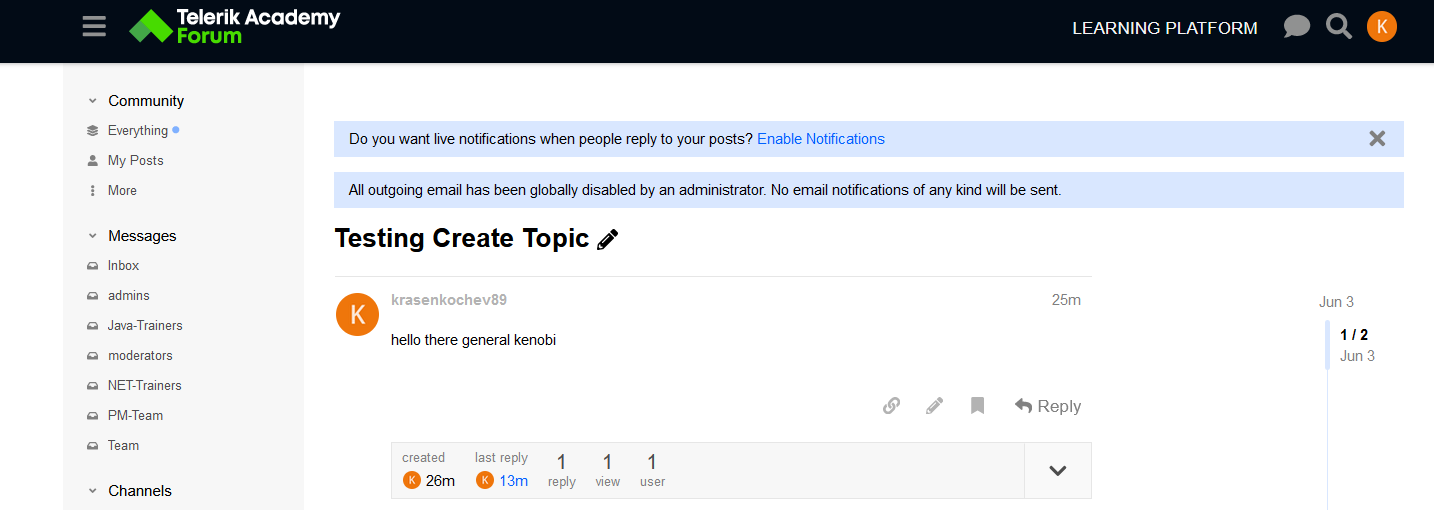 Telerik Academy
Forum
LEARNING PLATFORM
K
Community
Everything
My Posts
More
Messages
Inbox
admins
Java-Trainers
moderators
NET-Trainers
PM-Team
Team
Channels
Do you want live notifications when people reply to your posts? Enable Notifications
All outgoing email has been globally disabled by an administrator. No email notifications of any kind will be sent.
Testing Create Topic
K
krasenkochev89
25m
hello there general kenobi
Reply
created
K 26m
last reply
K 13m
1
reply
1
view
1
user
Jun 3
1 / 2
Jun 3